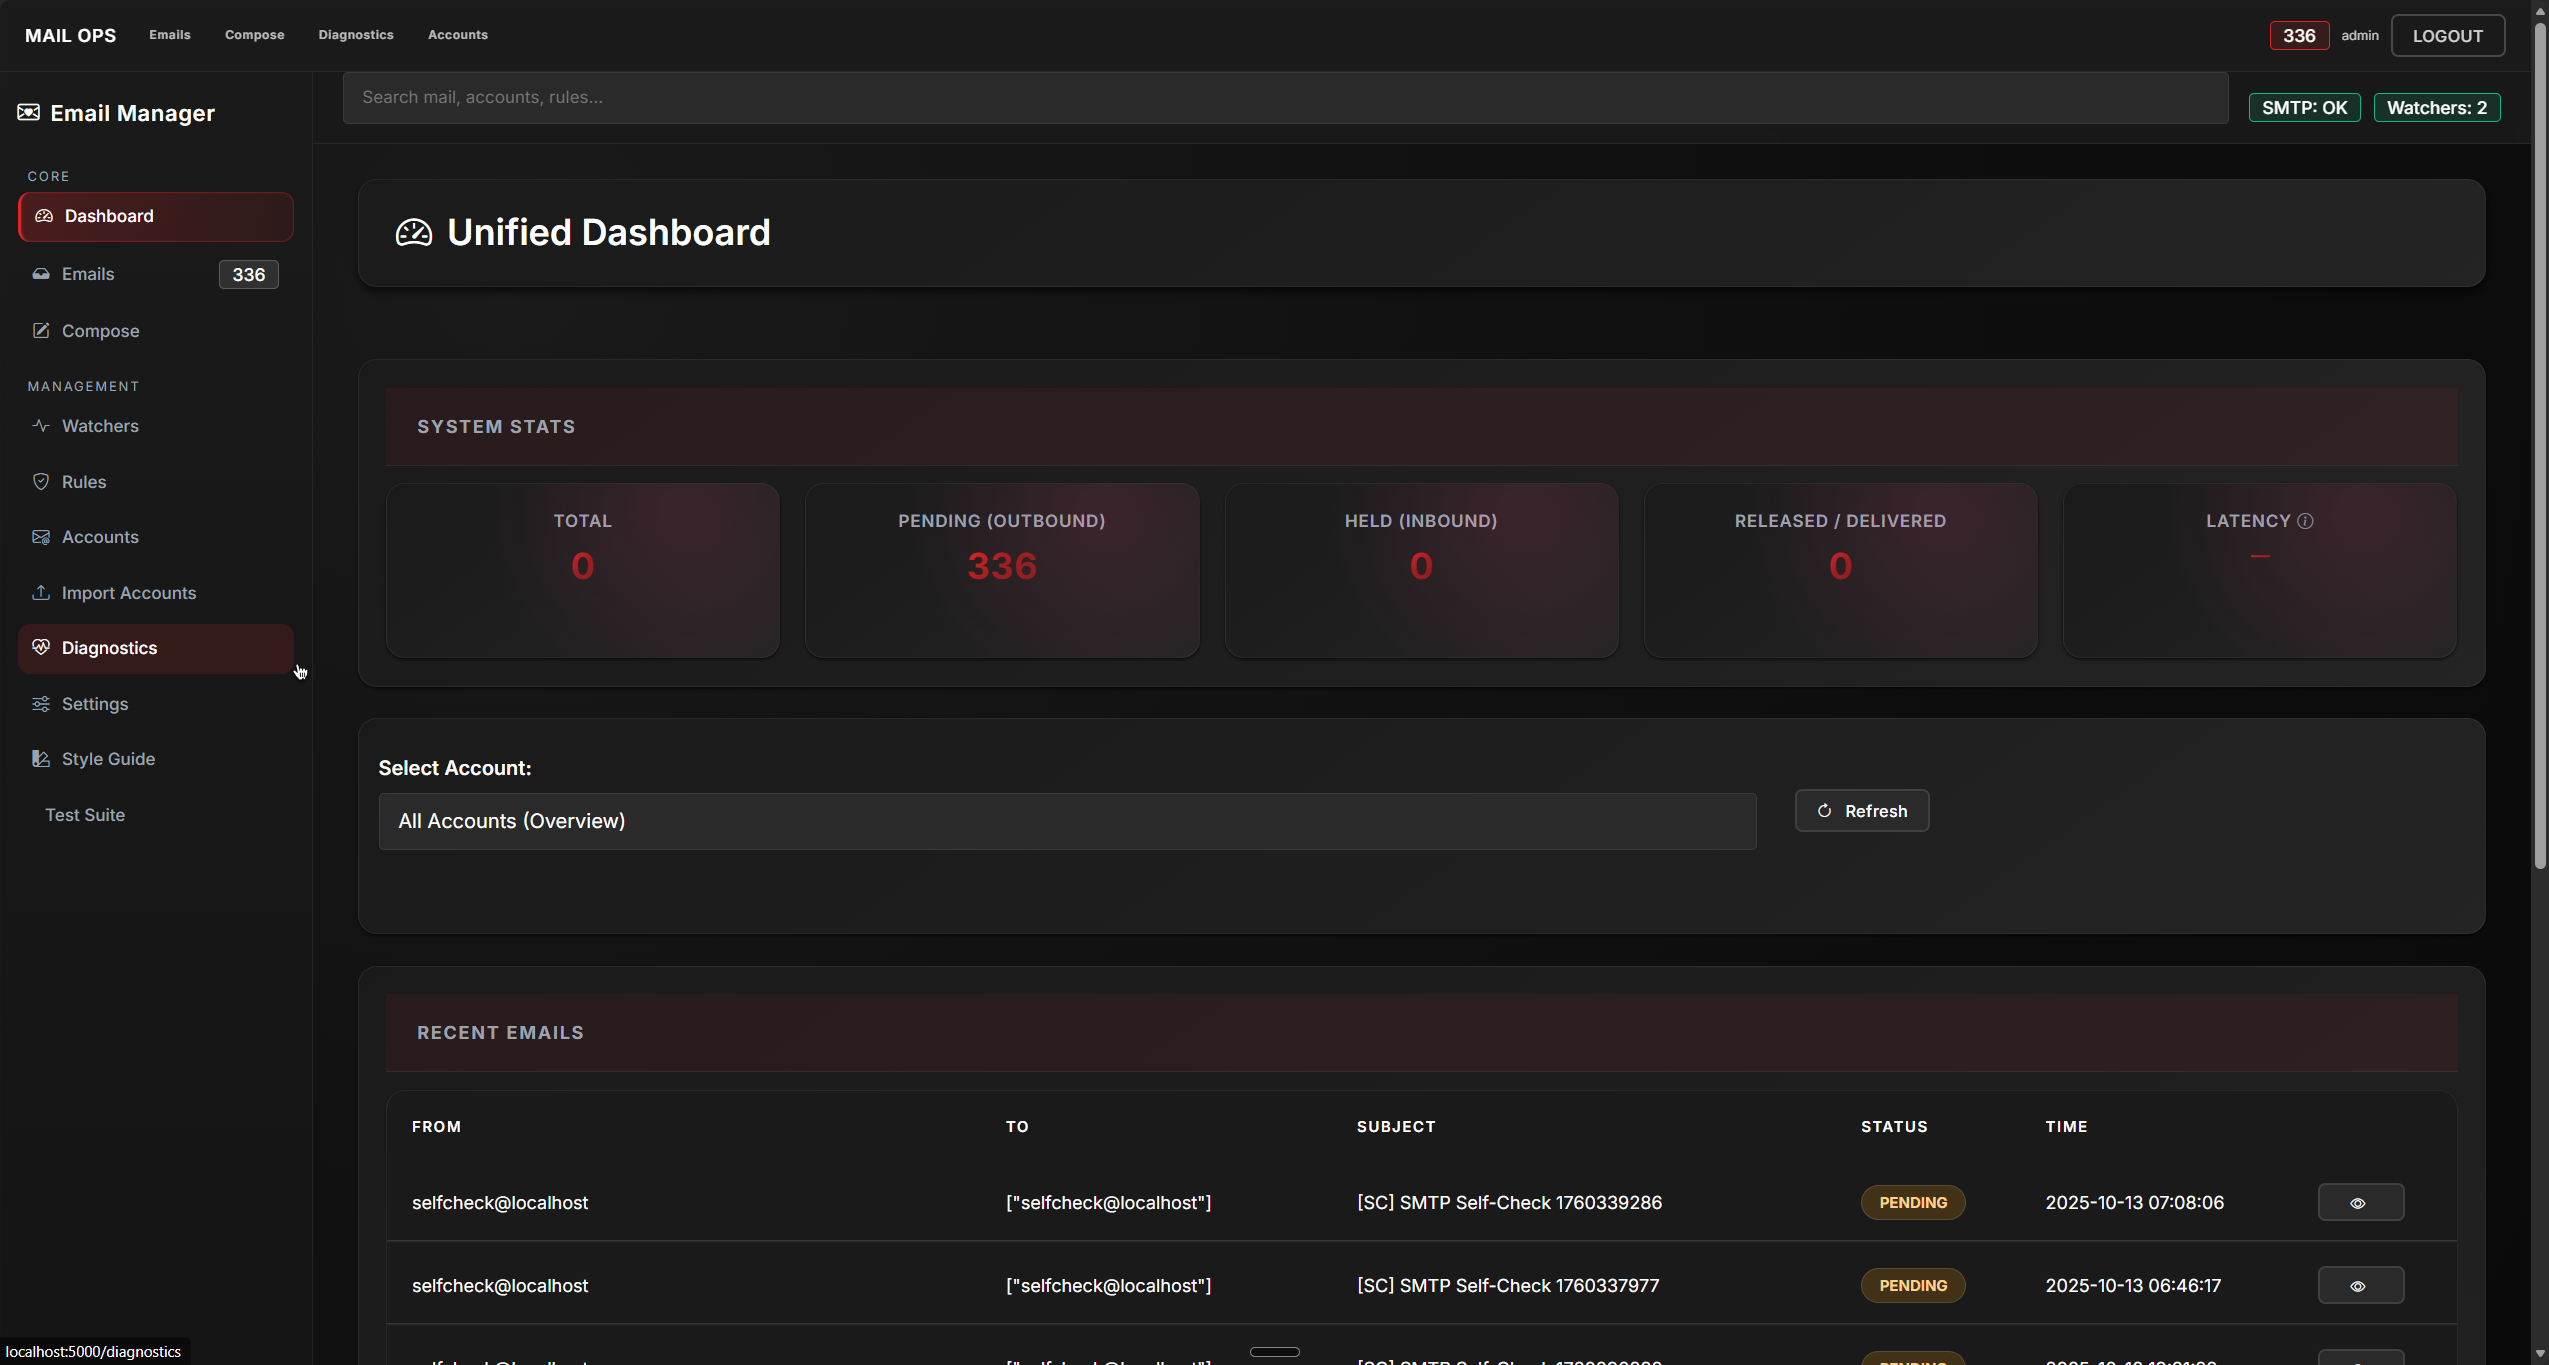 MAIL OPS Emails Compose Diagnostics Accounts 336 admin LOGOUT
Email Manager
Search mail, accounts, rules...
SMTP: OK Watchers: 2
CORE
Dashboard
Emails 336
Compose
MANAGEMENT
Watchers
Rules
Accounts
Import Accounts
Diagnostics
Settings
Style Guide
Test Suite
Unified Dashboard
SYSTEM STATS
TOTAL
0
PENDING (OUTBOUND)
336
HELD (INBOUND)
0
RELEASED / DELIVERED
0
LATENCY
—
Select Account:
All Accounts (Overview)
Refresh
RECENT EMAILS
FROM TO SUBJECT STATUS TIME
selfcheck@localhost ["selfcheck@localhost"] [SC] SMTP Self-Check 1760339286 PENDING 2025-10-13 07:08:06
selfcheck@localhost ["selfcheck@localhost"] [SC] SMTP Self-Check 1760337977 PENDING 2025-10-13 06:46:17
localhost:5000/diagnostics